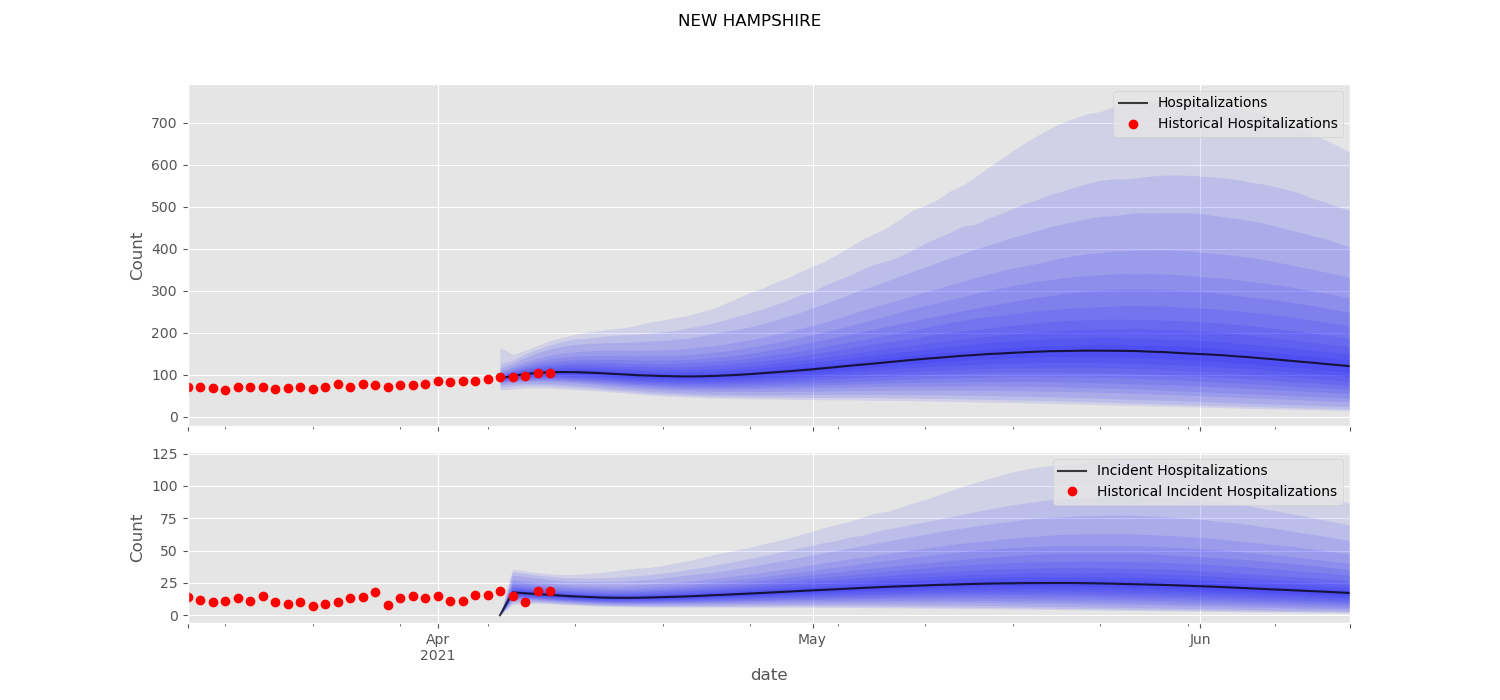 NEW HAMPSHIRE
Hospitalizations
Historical Hospitalizations
700
600
500
400
300
200
100
0
Count
Incident Hospitalizations
Historical Incident Hospitalizations
125
100
75
50
25
0
Count
Apr
2021
May
Jun
date